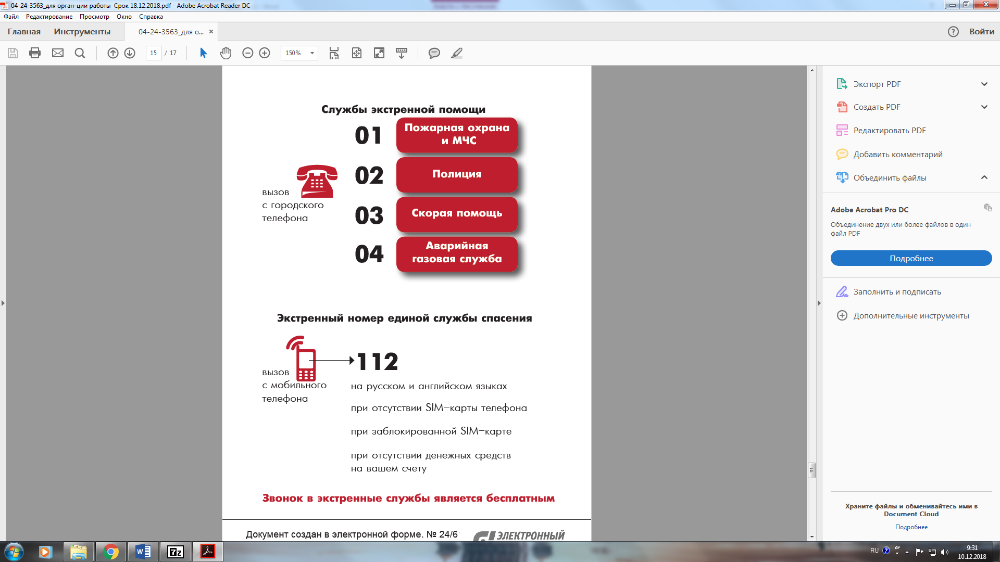 04-24-3563_для орган-ции работы  Срок 18.12.2018.pdf - Adobe Acrobat Reader DC
Файл Редактирование Просмотр Окно Справка
Главная Инструменты 04-24-3563_для о... × ? Войти
15 / 17 150%
Службы экстренной помощи
01 Пожарная охрана
и МЧС
02 Полиция
вызов
с городского
телефона
03 Скорая помощь
04 Аварийная
газовая служба
Экстренный номер единой службы спасения
112
вызов
с мобильного
телефона
на русском и английском языках
при отсутствии SIM–карты телефона
при заблокированной SIM–карте
при отсутствии денежных средств
на вашем счету
Звонок в экстренные службы является бесплатным
Документ создан в электронной форме. № 24/6
ЭЛЕКТРОННЫЙ
Экспорт PDF
Создать PDF
Редактировать PDF
Добавить комментарий
Объединить файлы
Adobe Acrobat Pro DC
Объединение двух или более файлов в один
файл PDF
Подробнее
Заполнить и подписать
Дополнительные инструменты
Храните файлы и обменивайтесь ими в
Document Cloud
Подробнее
W 7z RU ? 9:31
10.12.2018